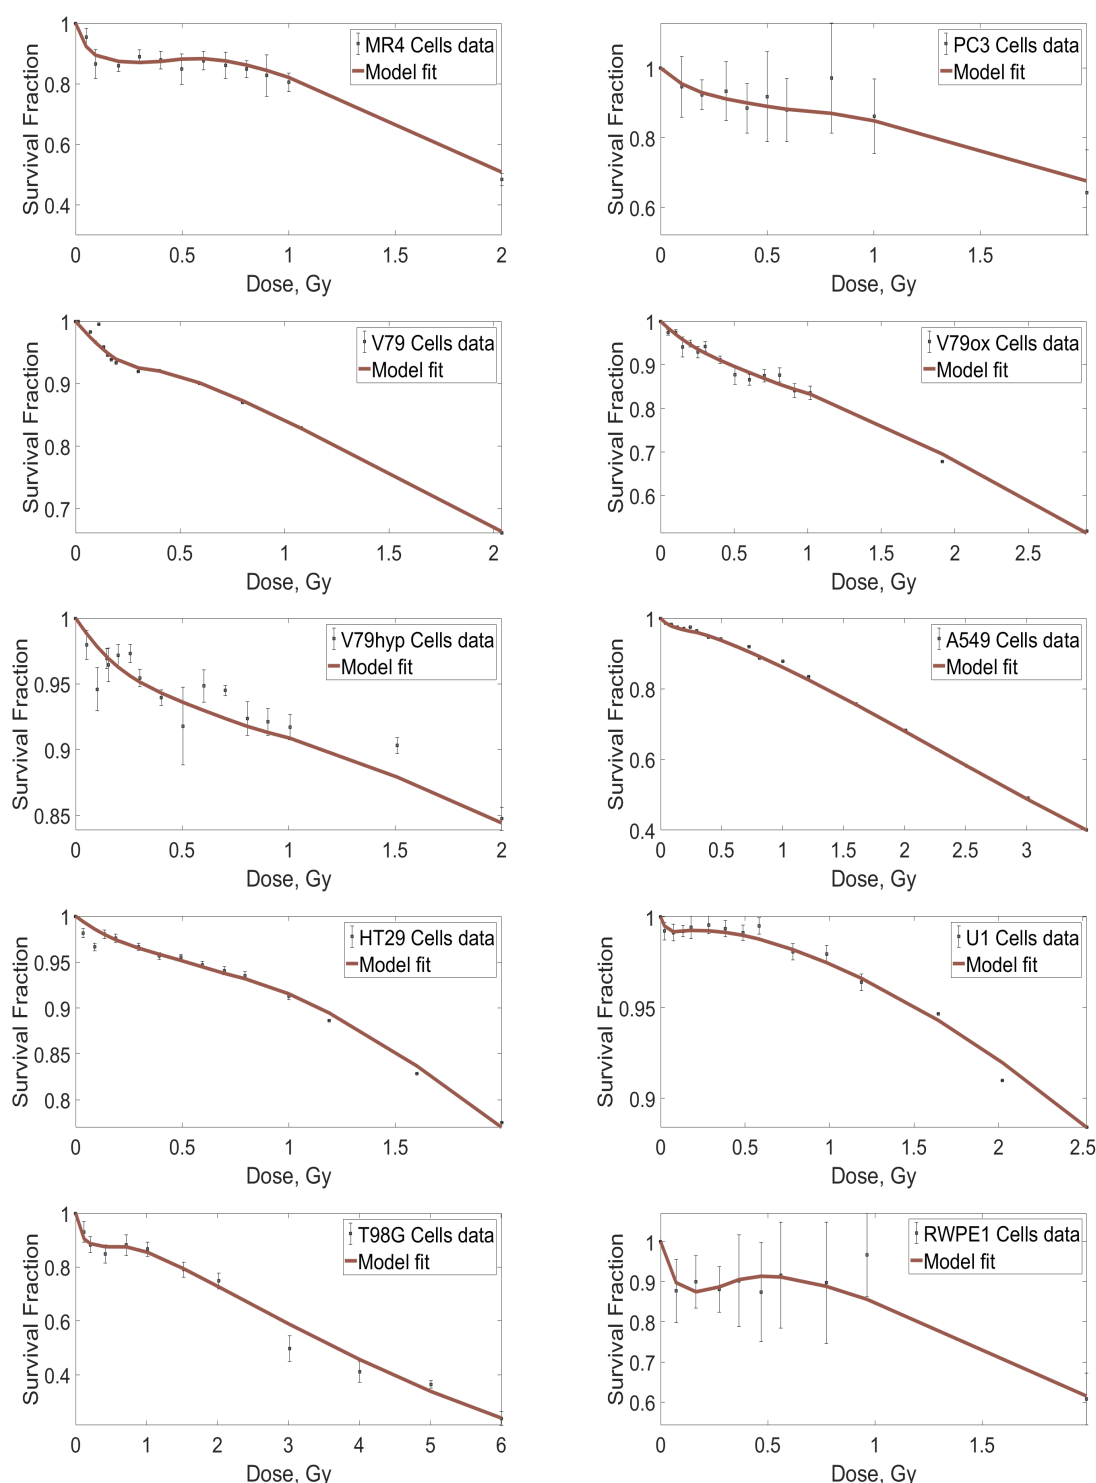 Survival Fraction
1
0.8
0.6
0.4
MR4 Cells data
Model fit
0 0.5 1 2
Dose, Gy
Survival Fraction
1
0.8
0.6
PC3 Cells data
Model fit
0 0.5 1 1.5
Dose, Gy
Survival Fraction
1
0.9
0.8
0.7
V79 Cells data
Model fit
0 0.5 1 1.5 2
Dose, Gy
Survival Fraction
1
0.9
0.8
0.7
0.6
V79ox Cells data
Model fit
0 0.5 1 1.5 2 2.5
Dose, Gy
Survival Fraction
1
0.95
0.9
0.85
V79hyp Cells data
Model fit
0 0.5 1 1.5 2
Dose, Gy
Survival Fraction
1
0.8
0.6
0.4
A549 Cells data
Model fit
0 0.5 1 1.5 2 2.5 3
Dose, Gy
Survival Fraction
1
0.95
0.9
0.85
0.8
HT29 Cells data
Model fit
0 0.5 1 1.5 2
Dose, Gy
Survival Fraction
1
0.95
0.9
U1 Cells data
Model fit
0 0.5 1 1.5 2 2.5
Dose, Gy
Survival Fraction
1
0.8
0.6
0.4
T98G Cells data
Model fit
0 1 2 3 4 5 6
Dose, Gy
Survival Fraction
1
0.9
0.8
0.7
0.6
RWPE1 Cells data
Model fit
0 0.5 1 1.5
Dose, Gy